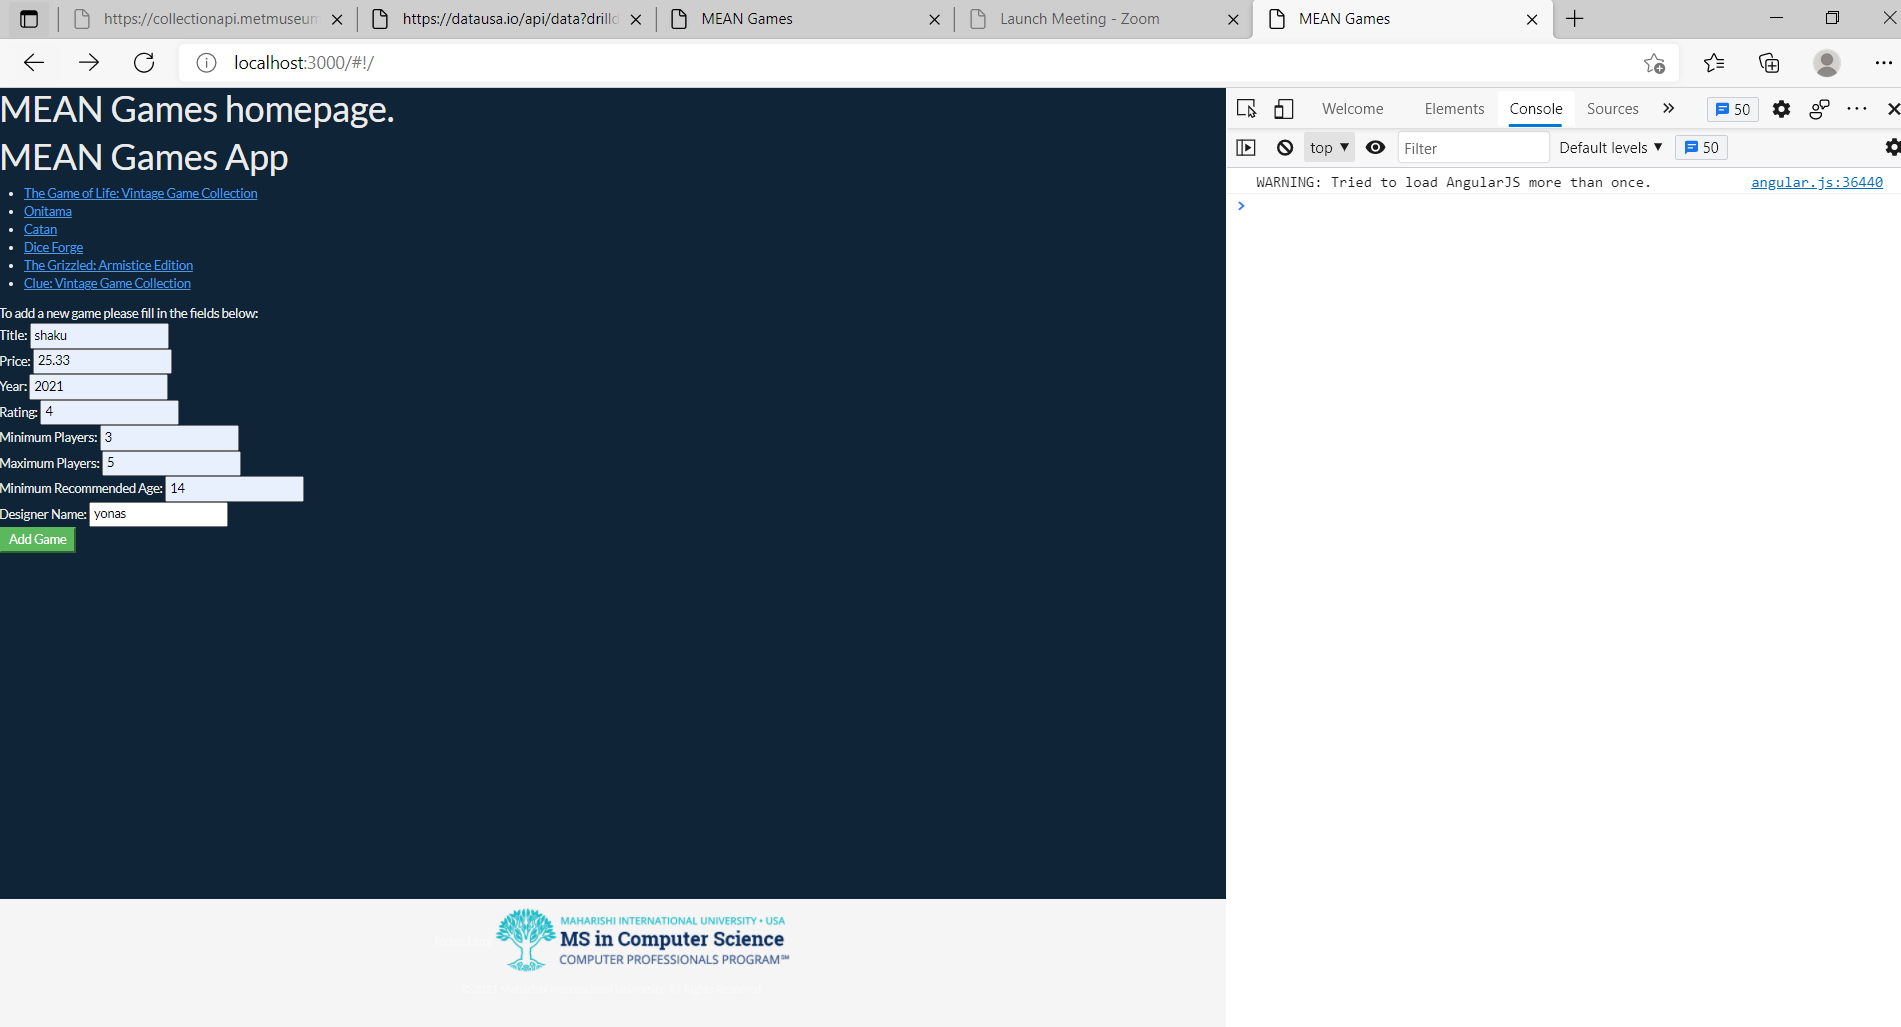 https://collectionapi.metmuseum
https://datausa.io/api/data?drilld
MEAN Games
Launch Meeting - Zoom
MEAN Games
localhost:3000/#!/
MEAN Games homepage.
MEAN Games App
The Game of Life: Vintage Game Collection
Onitama
Catan
Dice Forge
The Grizzled: Armistice Edition
Clue: Vintage Game Collection
To add a new game please fill in the fields below:
Title: shaku
Price: 25.33
Year: 2021
Rating: 4
Minimum Players: 3
Maximum Players: 5
Minimum Recommended Age: 14
Designer Name: yonas
Add Game
Welcome Elements Console Sources » 50
top Filter Default levels 50
WARNING: Tried to load AngularJS more than once. angular.js:36440
MAHARISHI INTERNATIONAL UNIVERSITY • USA
MS in Computer Science
COMPUTER PROFESSIONALS PROGRAM℠